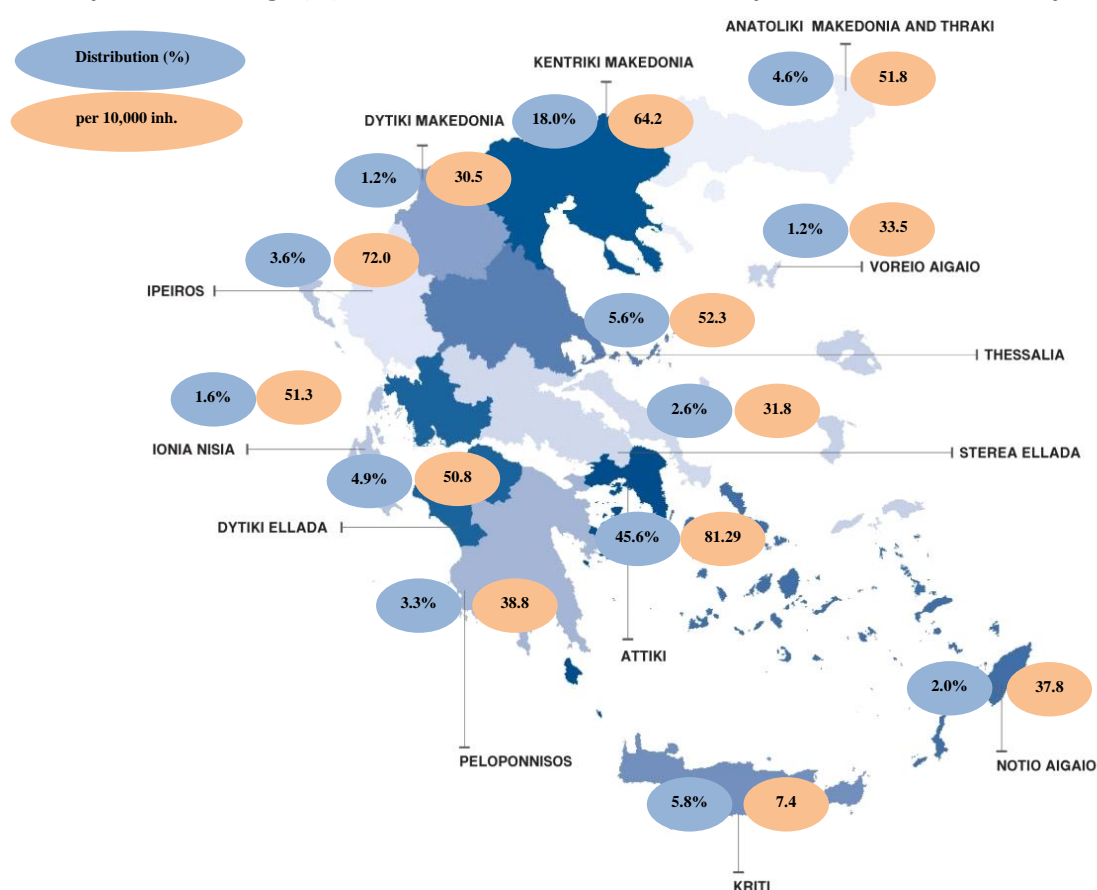 Distribution (%)
per 10,000 inh.
ANATOLIKI MAKEDONIA AND THRAKI
4.6%
51.8
KENTRIKI MAKEDONIA
18.0%
64.2
DYTIKI MAKEDONIA
1.2%
30.5
1.2%
33.5
VOREIO AIGAIO
3.6%
72.0
IPEIROS
5.6%
52.3
THESSALIA
1.6%
51.3
IONIA NISIA
2.6%
31.8
STEREA ELLADA
4.9%
50.8
DYTIKI ELLADA
45.6%
81.29
ATTIKI
3.3%
38.8
PELOPONNISOS
2.0%
37.8
NOTIO AIGAIO
5.8%
7.4
KRITI